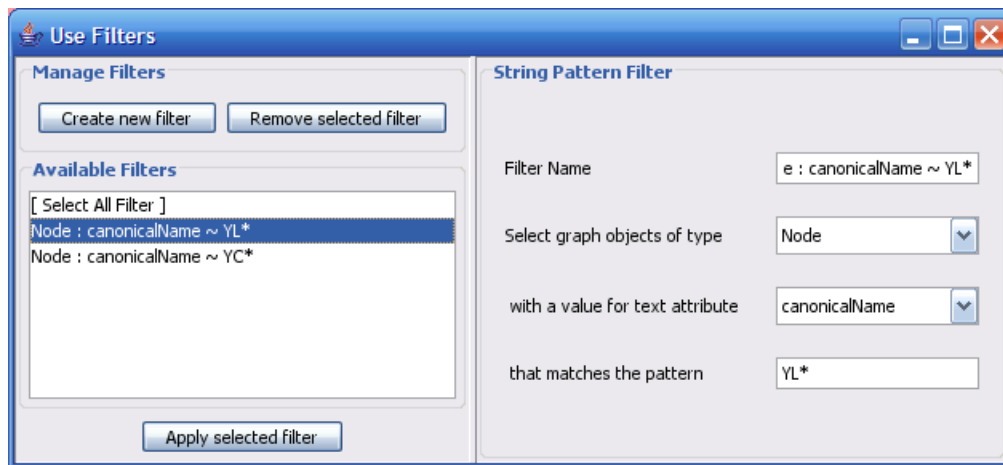 Use Filters
Manage Filters
Create new filter
Remove selected filter
Available Filters
[ Select All Filter ]
Node : canonicalName ~ YL*
Node : canonicalName ~ YC*
Apply selected filter
String Pattern Filter
Filter Name
e : canonicalName ~ YL*
Select graph objects of type
Node
with a value for text attribute
canonicalName
that matches the pattern
YL*